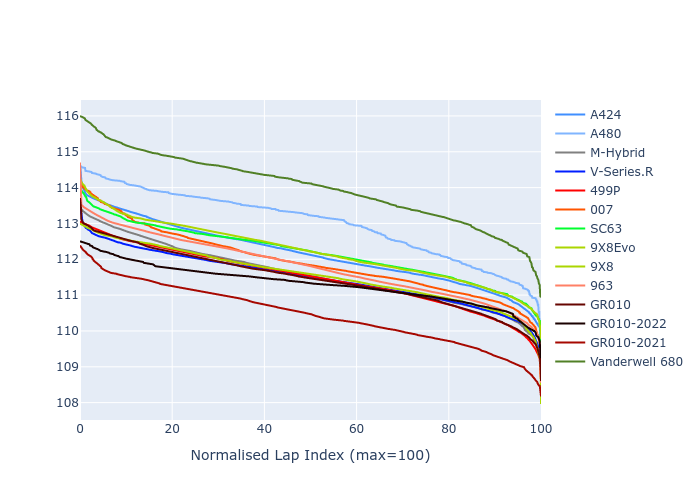 116
115
114
113
112
111
110
109
108
0 20 40 60 80 100
Normalised Lap Index (max=100)
A424
A480
M-Hybrid
V-Series.R
499P
007
SC63
9X8Evo
9X8
963
GR010
GR010-2022
GR010-2021
Vanderwell 680